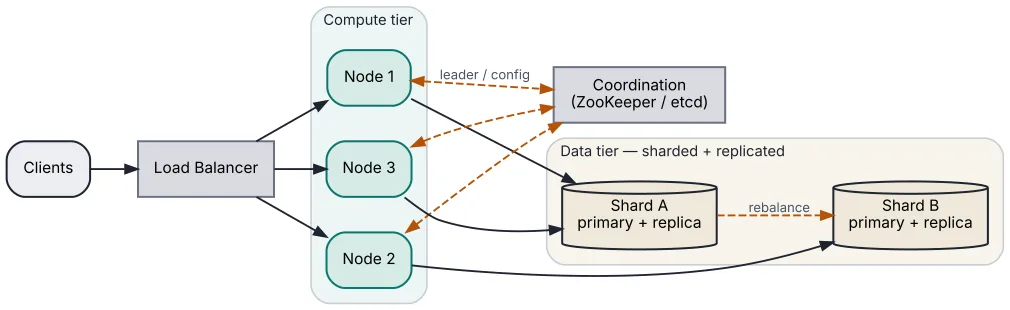 Compute tier
Node 1
leader / config
Coordination
(ZooKeeper / etcd)
Clients
Load Balancer
Node 3
Data tier — sharded + replicated
Shard A
primary + replica
rebalance
Shard B
primary + replica
Node 2